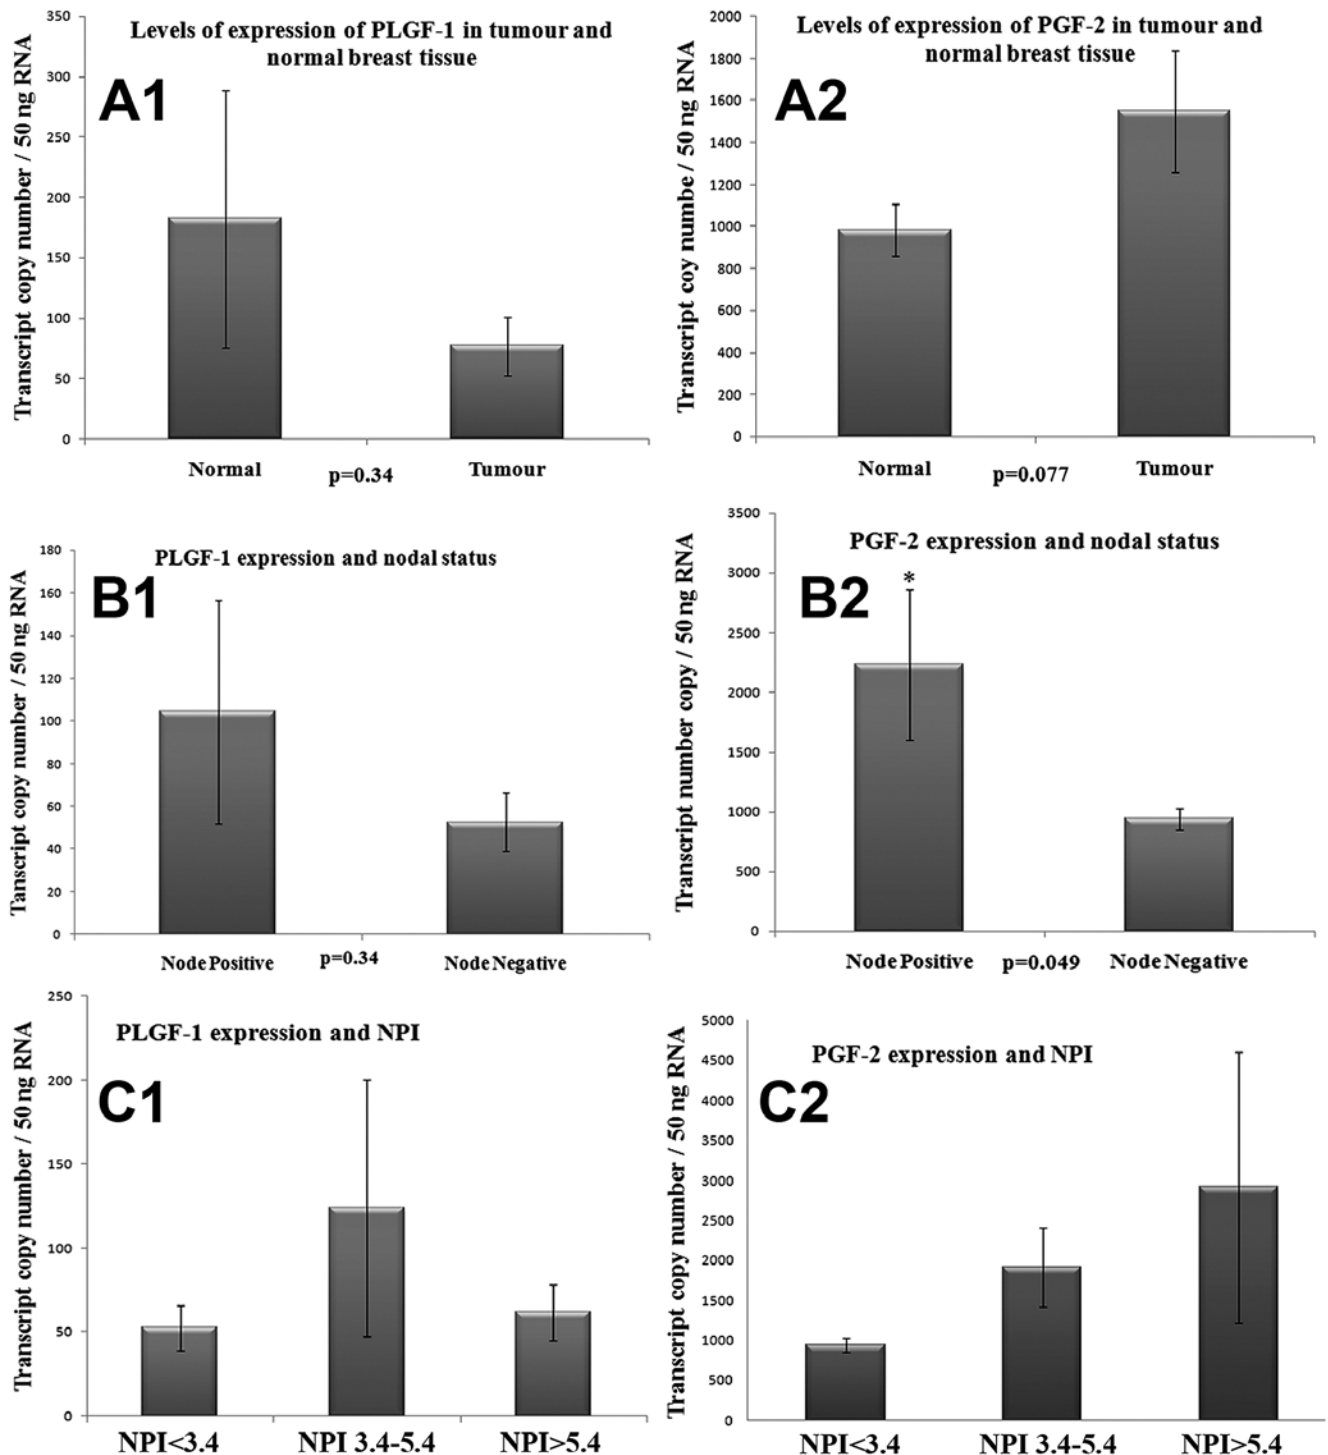 Levels of expression of PLGF-1 in tumour and
normal breast tissue
A1
Transcript copy number / 50 ng RNA
350
300
250
200
150
100
50
0
Normal
p=0.34
Tumour
Levels of expression of PGF-2 in tumour and
normal breast tissue
A2
Transcript coy numbe / 50 ng RNA
2000
1800
1600
1400
1200
1000
800
600
400
200
0
Normal
p=0.077
Tumour
PLGF-1 expression and nodal status
B1
Tanscript copy number / 50 ng RNA
180
160
140
120
100
80
60
40
20
0
Node Positive
p=0.34
Node Negative
PGF-2 expression and nodal status
B2
Transcript number copy / 50 ng RNA
3500
3000
2500
2000
1500
1000
500
0
*
Node Positive
p=0.049
Node Negative
PLGF-1 expression and NPI
C1
Transcript copy number / 50 ng RNA
250
200
150
100
50
0
NPI<3.4
NPI 3.4-5.4
NPI>5.4
PGF-2 expression and NPI
C2
Transcript copy number / 50 ng RNA
5000
4500
4000
3500
3000
2500
2000
1500
1000
500
0
NPI<3.4
NPI 3.4-5.4
NPI>5.4